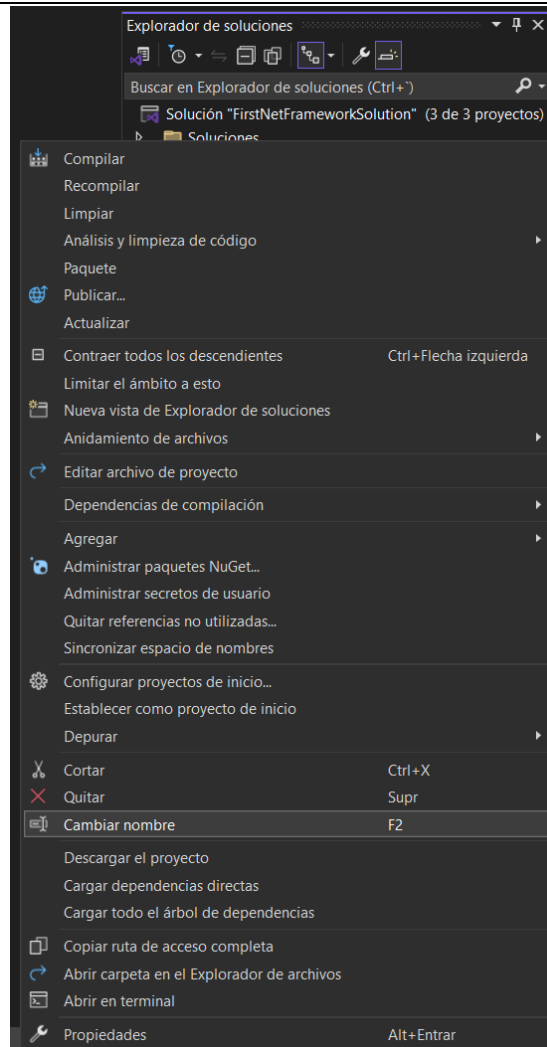 Explorador de soluciones
Buscar en Explorador de soluciones (Ctrl+`)
Solución "FirstNetFrameworkSolution" (3 de 3 proyectos)
Soluciones
Compilar
Recompilar
Limpiar
Análisis y limpieza de código
Paquete
Publicar...
Actualizar
Contraer todos los descendientes Ctrl+Flecha izquierda
Limitar el ámbito a esto
Nueva vista de Explorador de soluciones
Anidamiento de archivos
Editar archivo de proyecto
Dependencias de compilación
Agregar
Administrar paquetes NuGet...
Administrar secretos de usuario
Quitar referencias no utilizadas...
Sincronizar espacio de nombres
Configurar proyectos de inicio...
Establecer como proyecto de inicio
Depurar
Cortar Ctrl+X
Quitar Supr
Cambiar nombre F2
Descargar el proyecto
Cargar dependencias directas
Cargar todo el árbol de dependencias
Copiar ruta de acceso completa
Abrir carpeta en el Explorador de archivos
Abrir en terminal
Propiedades Alt+Entrar